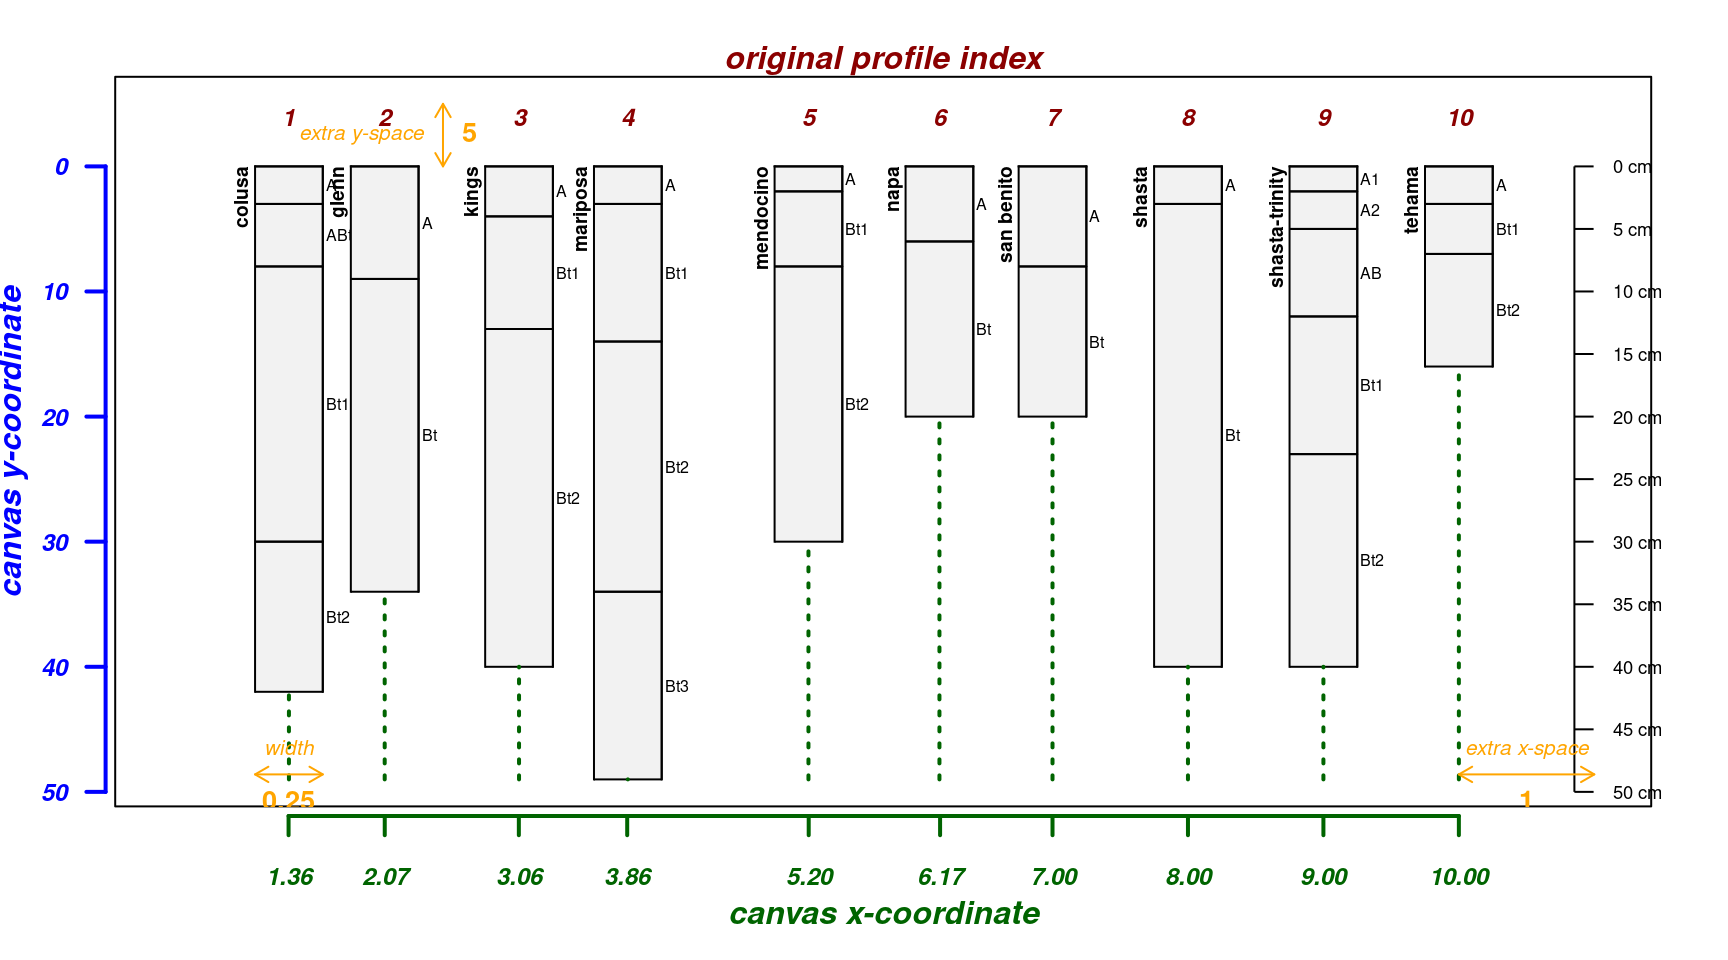 original profile index
1 2 3 4 5 6 7 8 9 10
extra y-space 5
canvas y-coordinate
0
10
20
30
40
50
colusa
A
ABt
Bt1
Bt2
glenn
A
Bt
kings
A
Bt1
Bt2
mariposa
A
Bt1
Bt2
Bt3
mendocino
A
Bt1
Bt2
napa
A
Bt
san benito
A
Bt
shasta
A
Bt
shasta-trinity
A1
A2
AB
Bt1
Bt2
tehama
A
Bt1
Bt2
0 cm
5 cm
10 cm
15 cm
20 cm
25 cm
30 cm
35 cm
40 cm
45 cm
50 cm
width
0.25
extra x-space
1
1.36 2.07 3.06 3.86 5.20 6.17 7.00 8.00 9.00 10.00
canvas x-coordinate